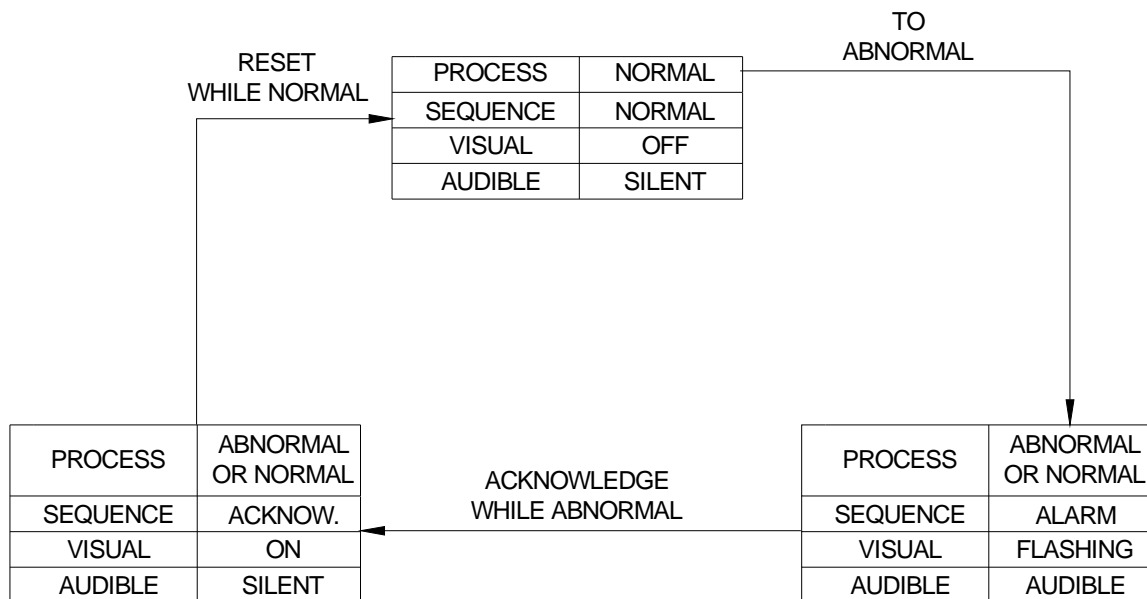 TO
ABNORMAL
RESET
WHILE NORMAL
PROCESS NORMAL
SEQUENCE NORMAL
VISUAL OFF
AUDIBLE SILENT
PROCESS ABNORMAL
OR NORMAL
SEQUENCE ACKNOW.
VISUAL ON
AUDIBLE SILENT
ACKNOWLEDGE
WHILE ABNORMAL
PROCESS ABNORMAL
OR NORMAL
SEQUENCE ALARM
VISUAL FLASHING
AUDIBLE AUDIBLE